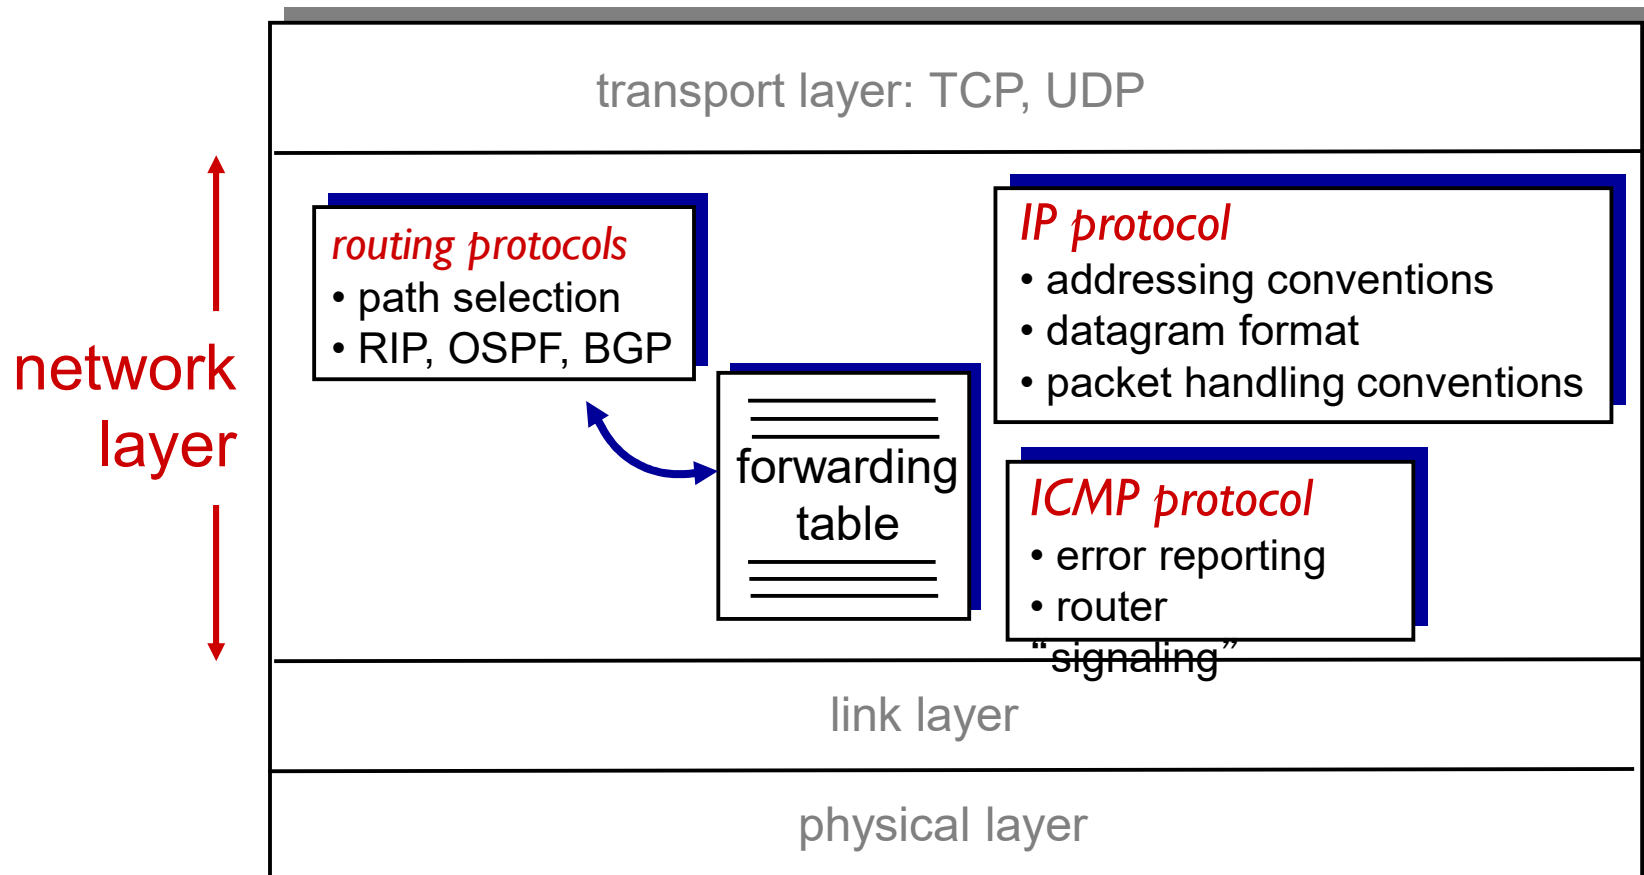 transport layer: TCP, UDP
network
layer
routing protocols
• path selection
• RIP, OSPF, BGP
forwarding
table
IP protocol
• addressing conventions
• datagram format
• packet handling conventions
ICMP protocol
• error reporting
• router
“signaling”
link layer
physical layer